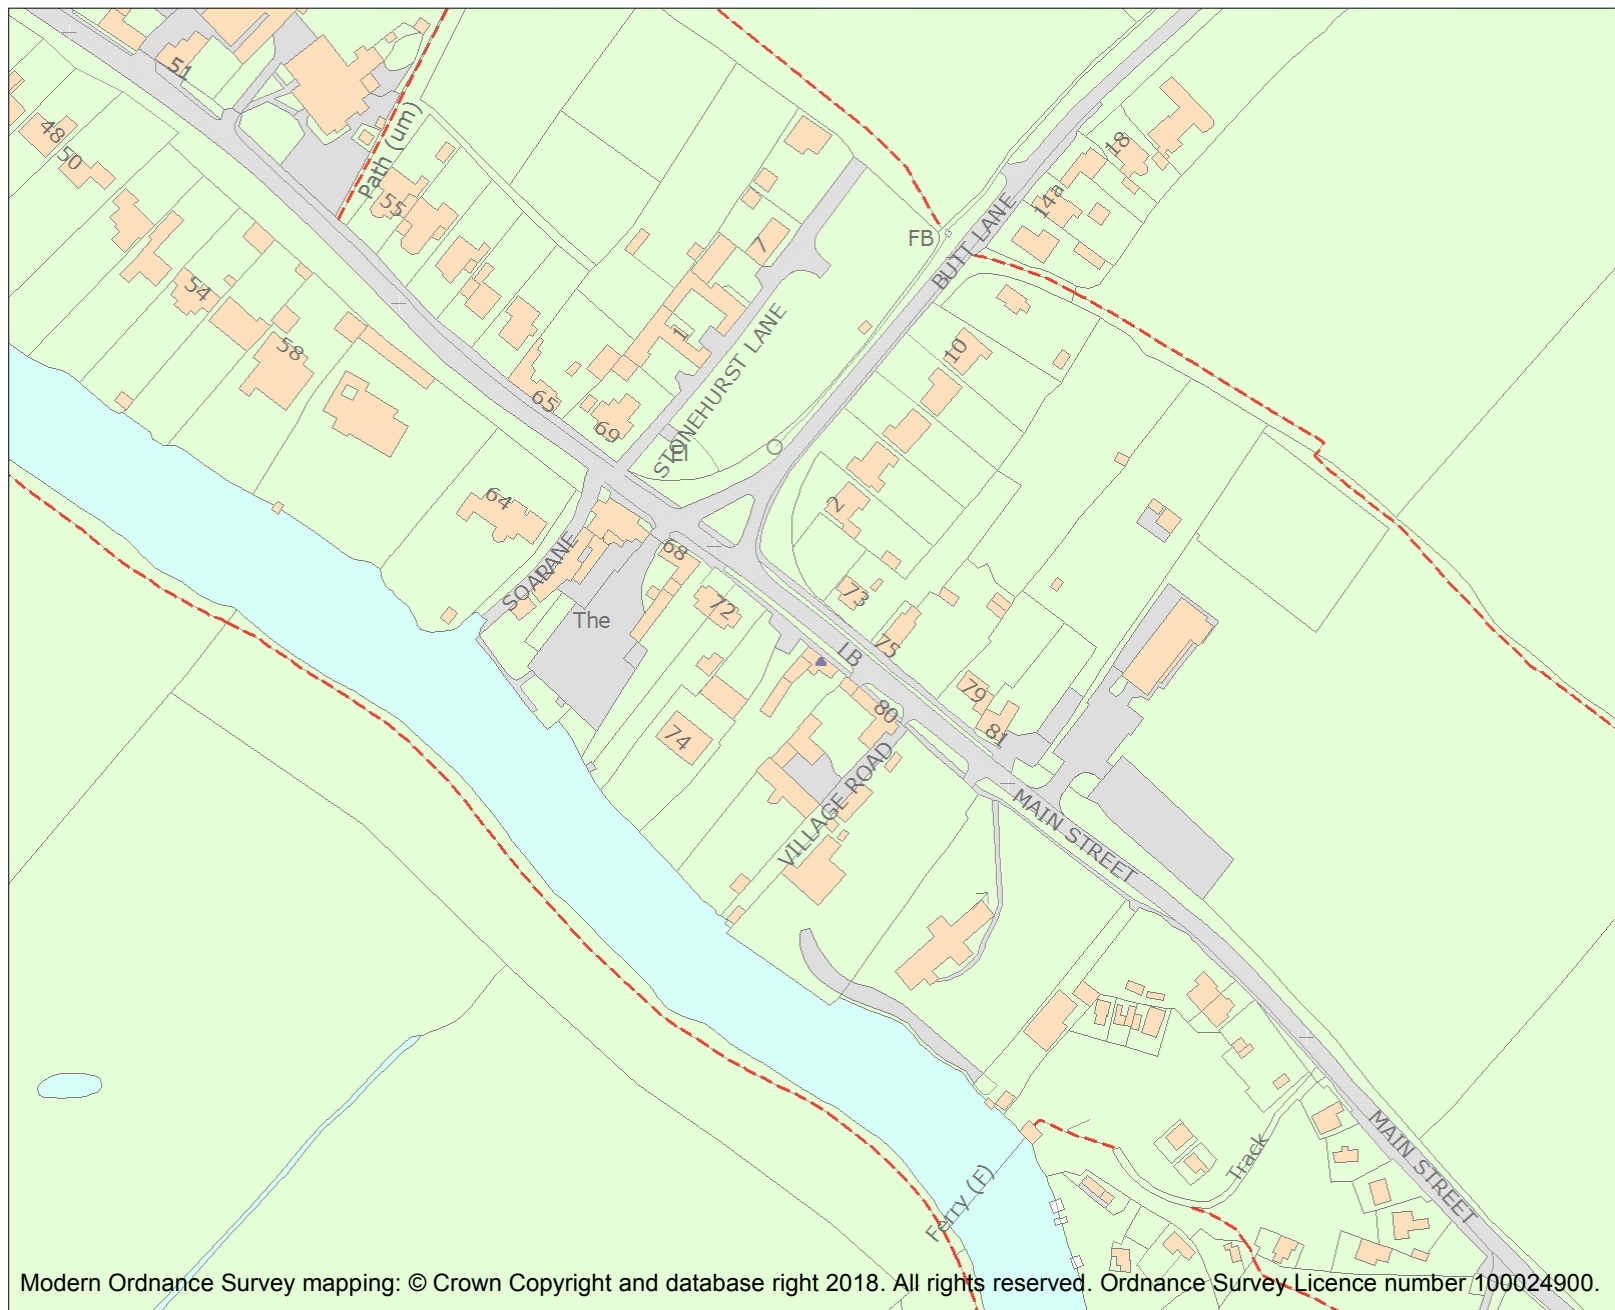 51
48
50
Path (um)
55
54
58
18
14a
FB
BUTT LANE
7
1
STONEHURST LANE
10
65
69
El
2
64
68
SOAR LANE
The
72
73
75
LB
79
81
80
74
VILLAGE ROAD
MAIN STREET
MAIN STREET
Track
Ferry (F)
Modern Ordnance Survey mapping: © Crown Copyright and database right 2018. All rights reserved. Ordnance Survey Licence number 100024900.